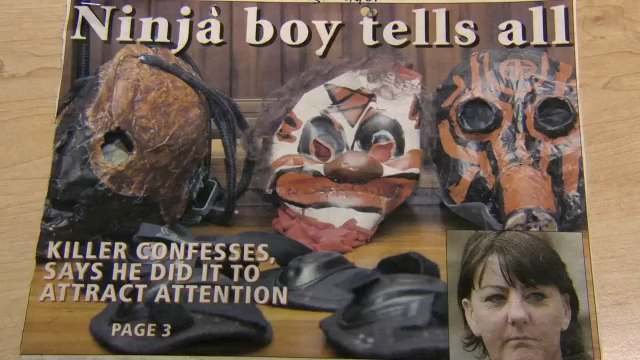 Ninja boy tells all
KILLER CONFESSES,
SAYS HE DID IT TO
ATTRACT ATTENTION
PAGE 3